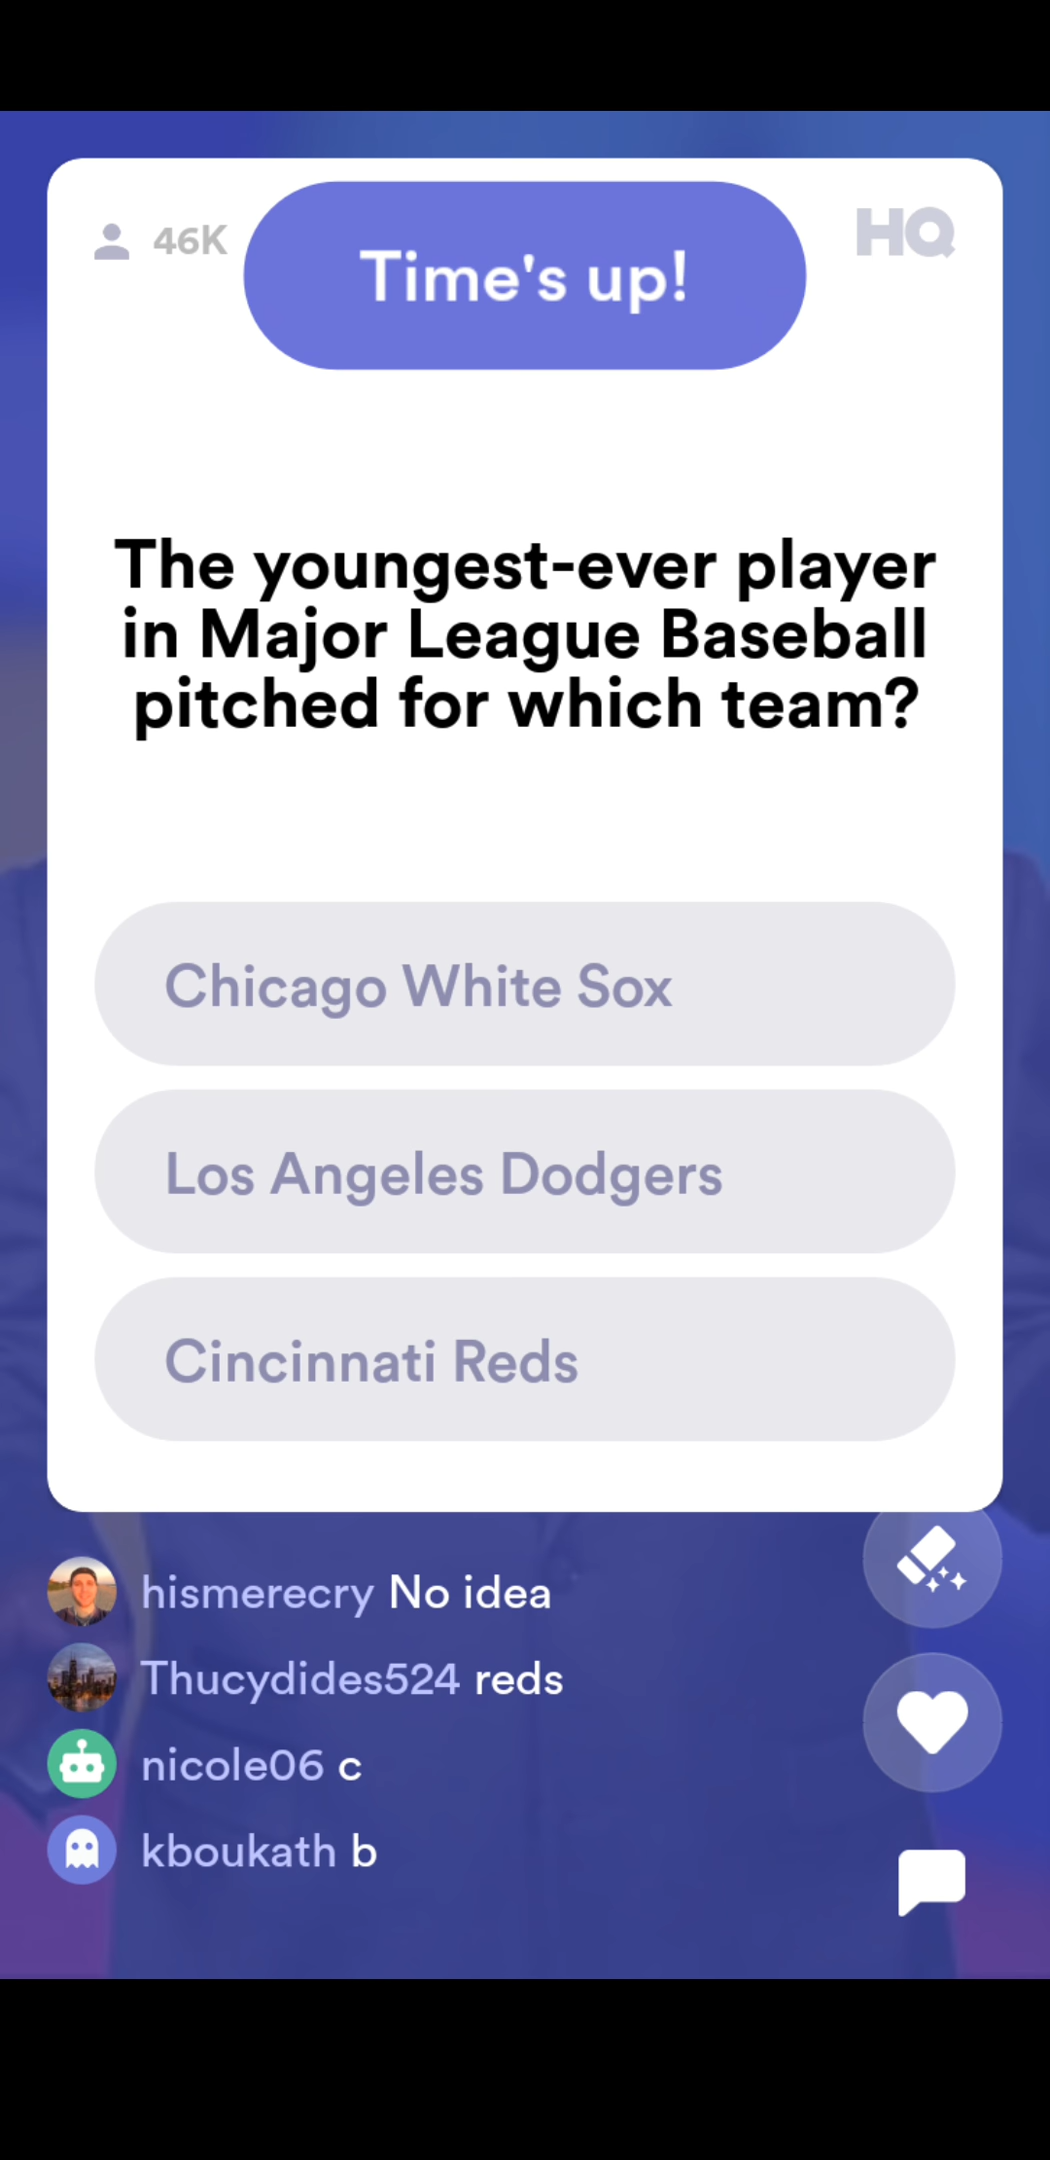 46K
Time's up!
HQ
The youngest-ever player
in Major League Baseball
pitched for which team?
Chicago White Sox
Los Angeles Dodgers
Cincinnati Reds
hismerecry No idea
Thucydides524 reds
nicole06 c
kboukath b